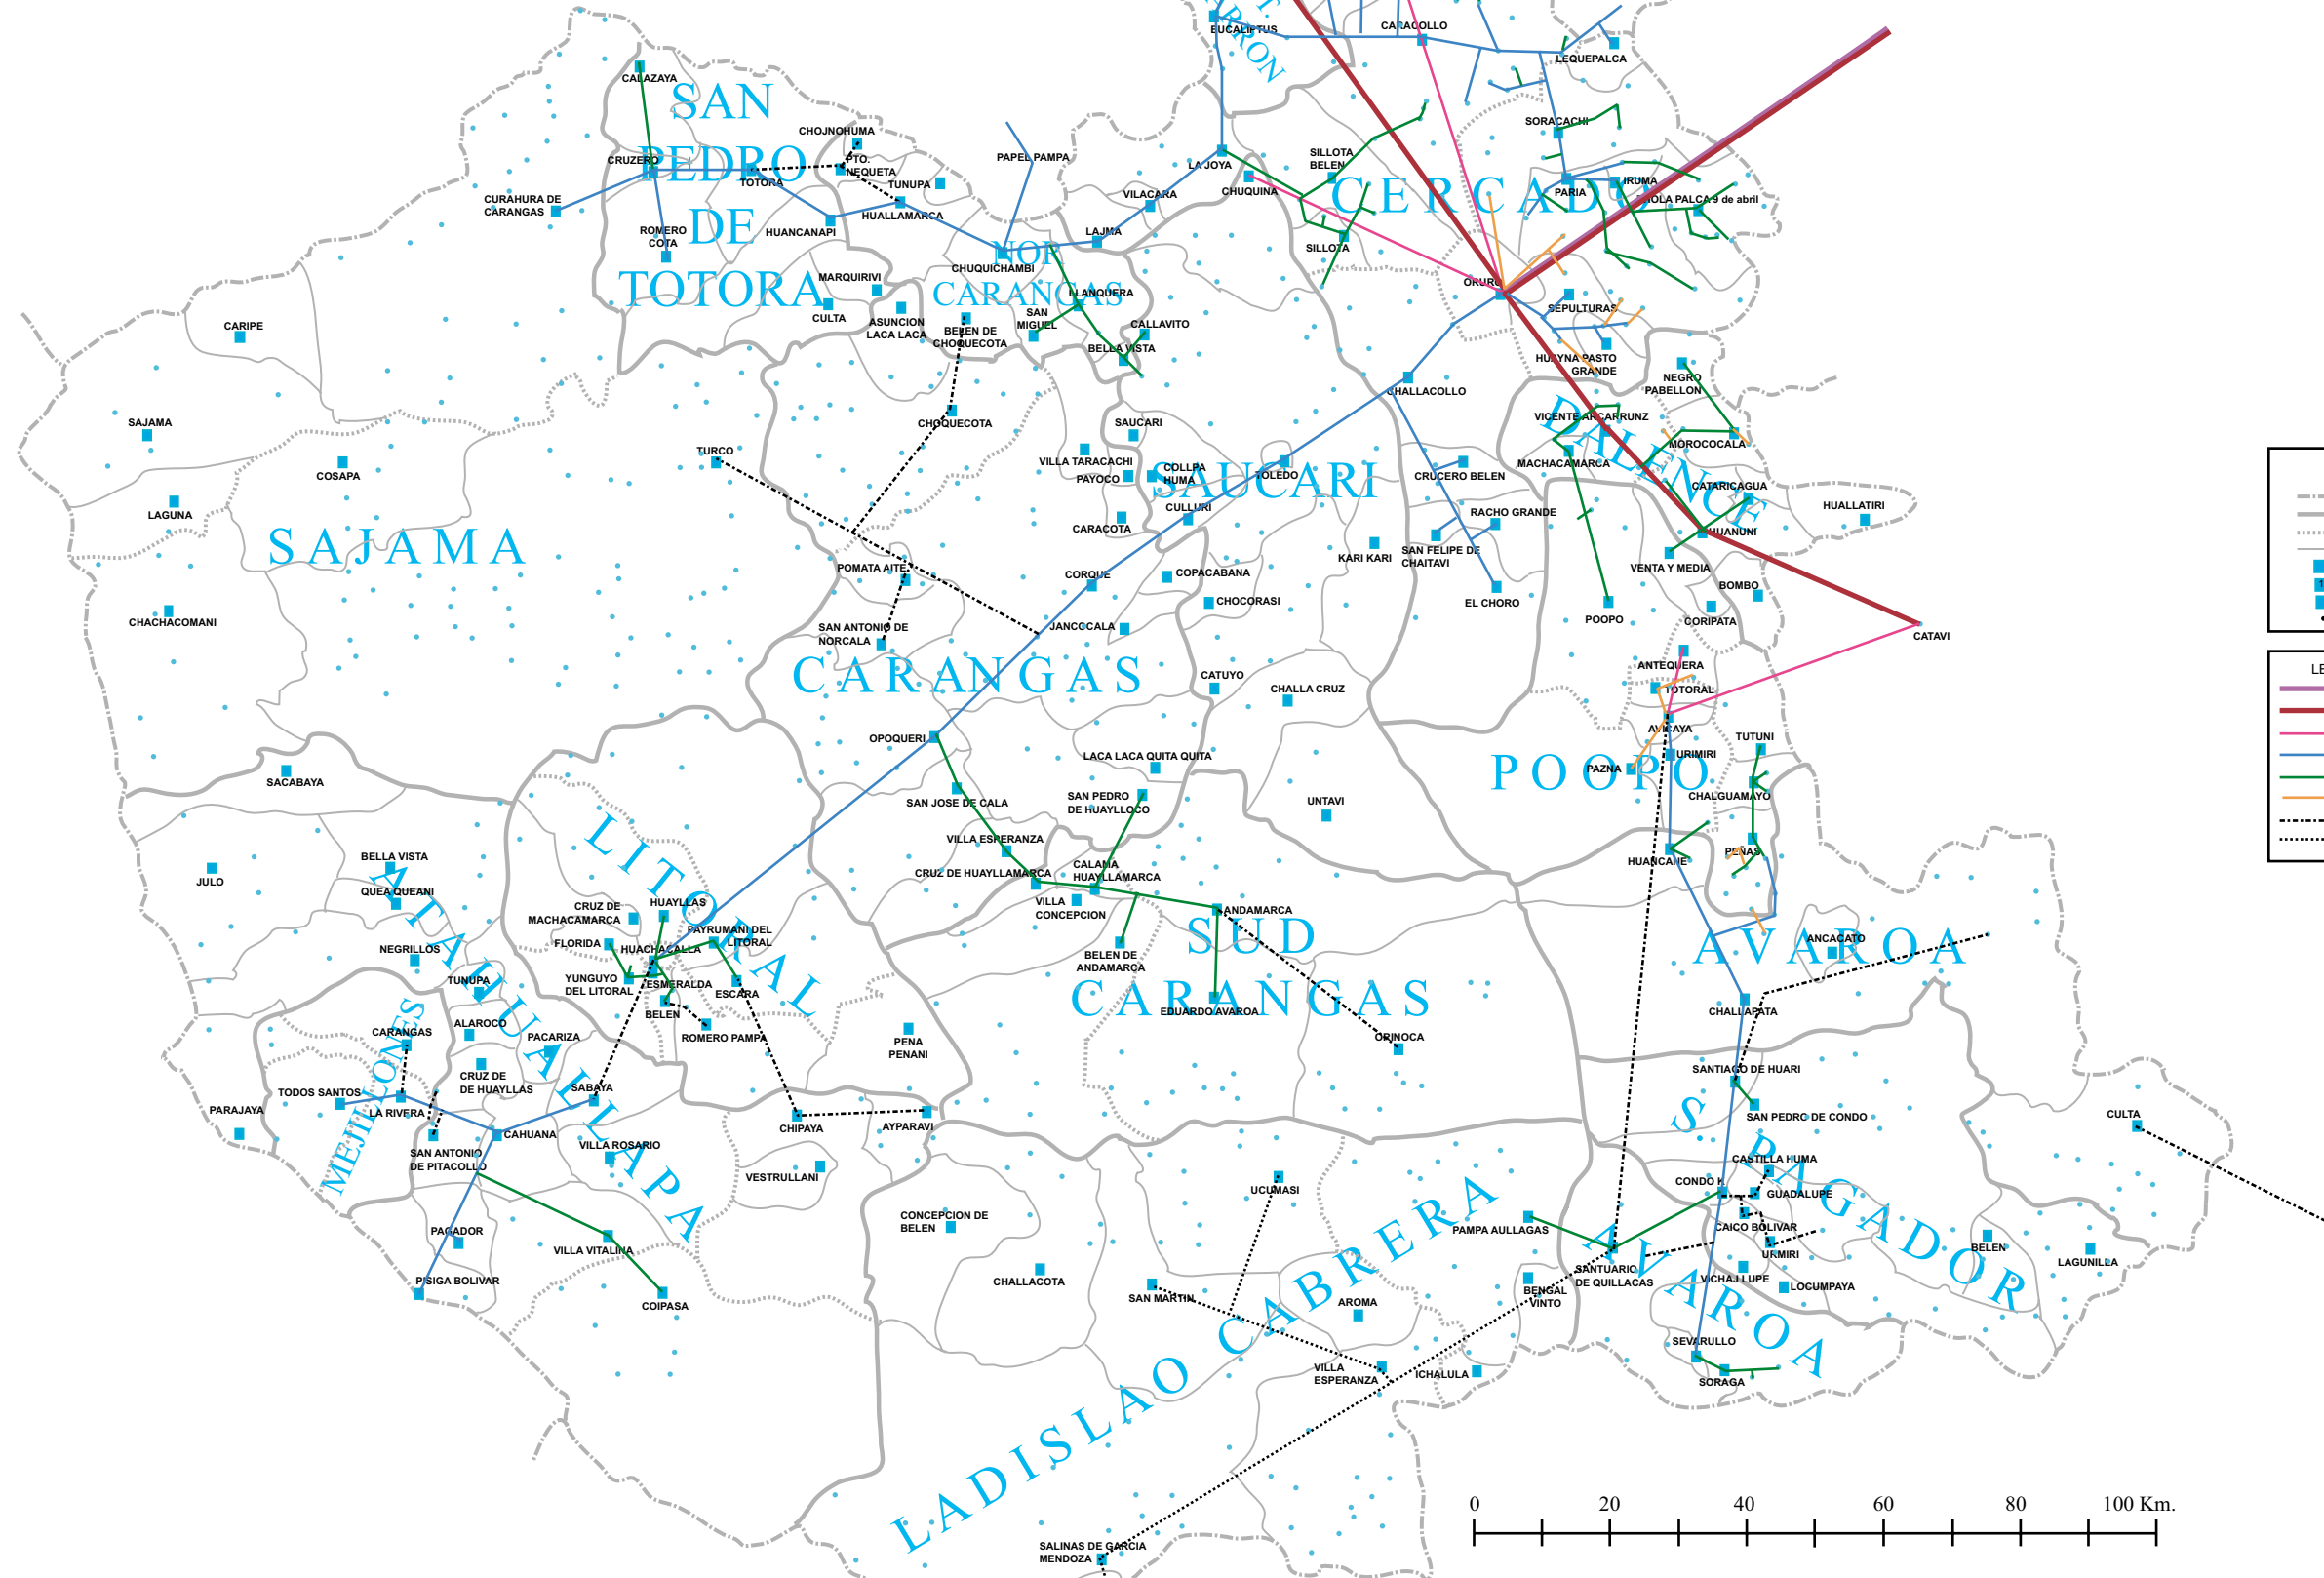 EUCALIPTUS
CARACOLLO
LEQUEPALCA
CALAZAYA
SAN
PEDRO
DE
TOTORA
CHOJNOHUMA
PTO.
NEQUETA
TUNUPA
PAPEL PAMPA
CRUZERO
TOTORA
CURAHURA DE
CARANGAS
ROMERO
COTA
HUANCANAPI
HUALLAMARCA
VILACARA
LA JOYA
CHUQUINA
SILLOTA
BELEN
SORACACHI
CERCADO
PARIA
IRUMA
9 de abril
LAJMA
NOR
CARANGAS
CHUQUICHAMBI
SILLOTA
ORURO
MARQUIRIVI
CULTA
ASUNCION
LACA LACA
BELEN DE
CHOQUECOTA
SAN
MIGUEL
LLANQUERA
CALLAVITO
BELLA VISTA
SEPULTURAS
HUAYNA PASTO
GRANDE
NEGRO
PABELLON
CARIPE
SAJAMA
COSAPA
LAGUNA
SAJAMA
CHACHACOMANI
SACABAYA
TURCO
CHOQUECOTA
SAUCARI
VILLA TARACACHI
PAYOCO
COLLPA
HUMA
SAUCARI
TOLEDO
CULLURI
CARACOTA
CHALLACOLLO
CRUCERO BELEN
RACHO GRANDE
SAN FELIPE DE
CHAITAVI
KARI KARI
EL CHORO
VICENTE ASCARRUNZ
DALENCE
MOROCOCALA
MACHACAMARCA
CATARICAGUA
HUANUNI
HUALLATIRI
VENTA Y MEDIA
BOMBO
CORIPATA
POOPO
CATAVI
POMATA AITE
SAN ANTONIO DE
NORCALA
CORQUE
COPACABANA
CHOCORASI
JANCOCALA
CARANGAS
CATUYO
CHALLA CRUZ
ANTEQUERA
TOTORAL
AVICAYA
URIMIRI
PAZNA
TUTUNI
POOPO
CHALGUAMAYO
HUANCANE
PEÑAS
OPOQUERI
LACA LACA QUITA QUITA
SAN PEDRO
DE HUAYLLOCO
UNTAVI
SAN JOSE DE CALA
VILLA ESPERANZA
CRUZ DE HUAYLLAMARCA
CALAMA
HUAYLLAMARCA
VILLA
CONCEPCION
ANDAMARCA
BELEN DE
ANDAMARCA
SUD
CARANGAS
EDUARDO AVAROA
ORINOCA
JULO
BELLA VISTA
QUEA QUEANI
NEGRILLOS
TUNUPA
ATAHUALLPA
LITORAL
CRUZ DE
MACHACAMARCA
HUAYLLAS
FLORIDA
HUACHACALLA
PAYRUMANI DEL
LITORAL
YUNGUYO
DEL LITORAL
ESMERALDA
ESCARA
BELEN
ROMERO PAMPA
PENA
PENANI
CARANGAS
MEJILLONES
ALAROCO
PACARIZA
CRUZ DE
DE HUAYLLAS
TODOS SANTOS
LA RIVERA
SABAYA
PARAJAYA
CAHUANA
SAN ANTONIO
DE PITACOLLO
VILLA ROSARIO
CHIPAYA
AYPARAVI
VESTRULLANI
PAGADOR
VILLA VITALINA
PISIGA BOLIVAR
COIPASA
AVAROA
ANCACATO
CHALLAPATA
SANTIAGO DE HUARI
SAN PEDRO DE CONDO
CULTA
S. PAGADOR
CASTILLA HUMA
CONDO K
GUADALUPE
CAICO BOLIVAR
URMIRI
VICHAJ LUPE
LOCUMPAYA
BELEN
LAGUNILLA
UCUMASI
PAMPA AULLAGAS
SANTUARIO
DE QUILLACAS
AVAROA
BENGAL
VINTO
CONCEPCION DE
BELEN
CHALLACOTA
SAN MARTIN
AROMA
LADISLAO CABRERA
VILLA
ESPERANZA
ICHALULA
SEVARULLO
SORAGA
SALINAS DE GARCIA
MENDOZA
0 20 40 60 80 100 Km.